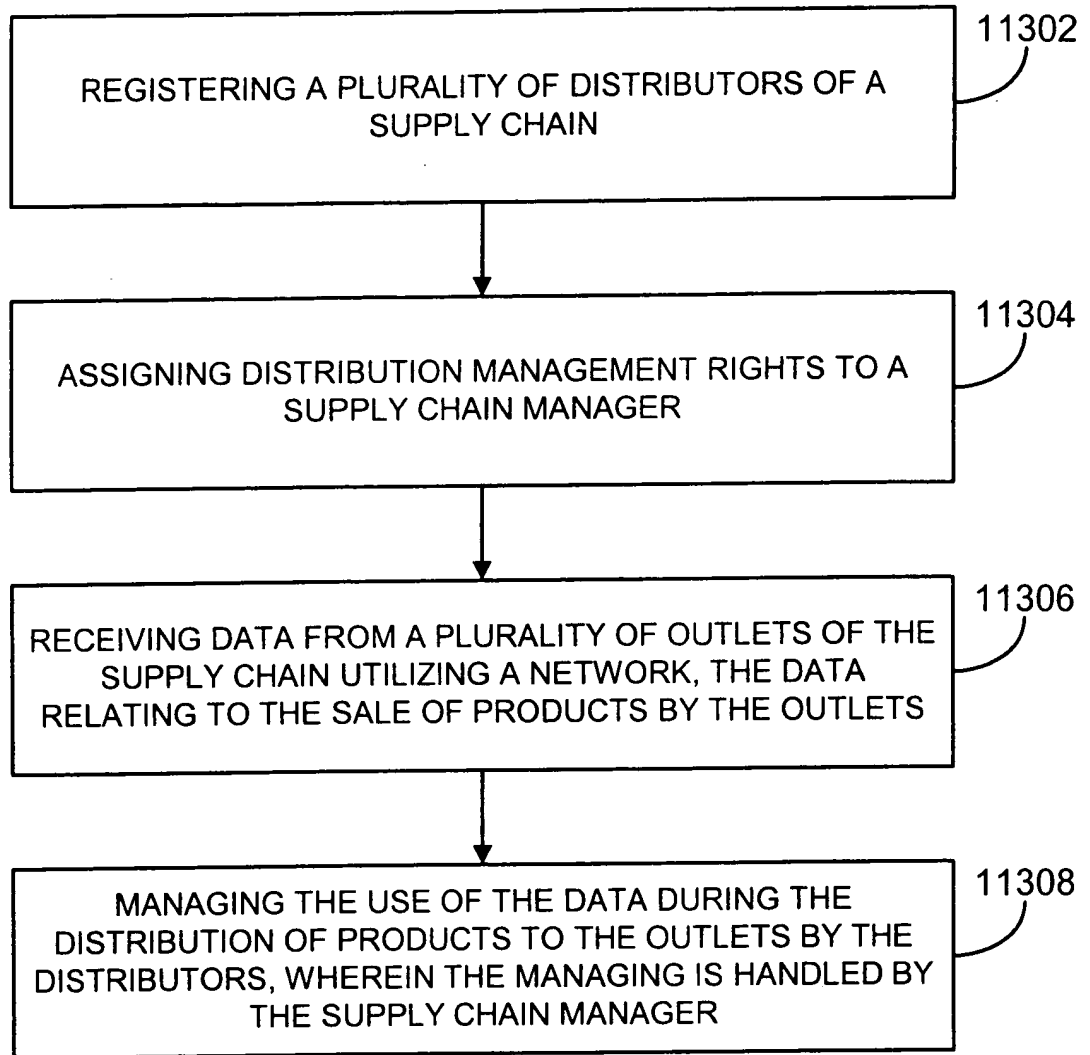 11302
REGISTERING A PLURALITY OF DISTRIBUTORS OF A
SUPPLY CHAIN
11304
ASSIGNING DISTRIBUTION MANAGEMENT RIGHTS TO A
SUPPLY CHAIN MANAGER
11306
RECEIVING DATA FROM A PLURALITY OF OUTLETS OF THE
SUPPLY CHAIN UTILIZING A NETWORK, THE DATA
RELATING TO THE SALE OF PRODUCTS BY THE OUTLETS
11308
MANAGING THE USE OF THE DATA DURING THE
DISTRIBUTION OF PRODUCTS TO THE OUTLETS BY THE
DISTRIBUTORS, WHEREIN THE MANAGING IS HANDLED BY
THE SUPPLY CHAIN MANAGER